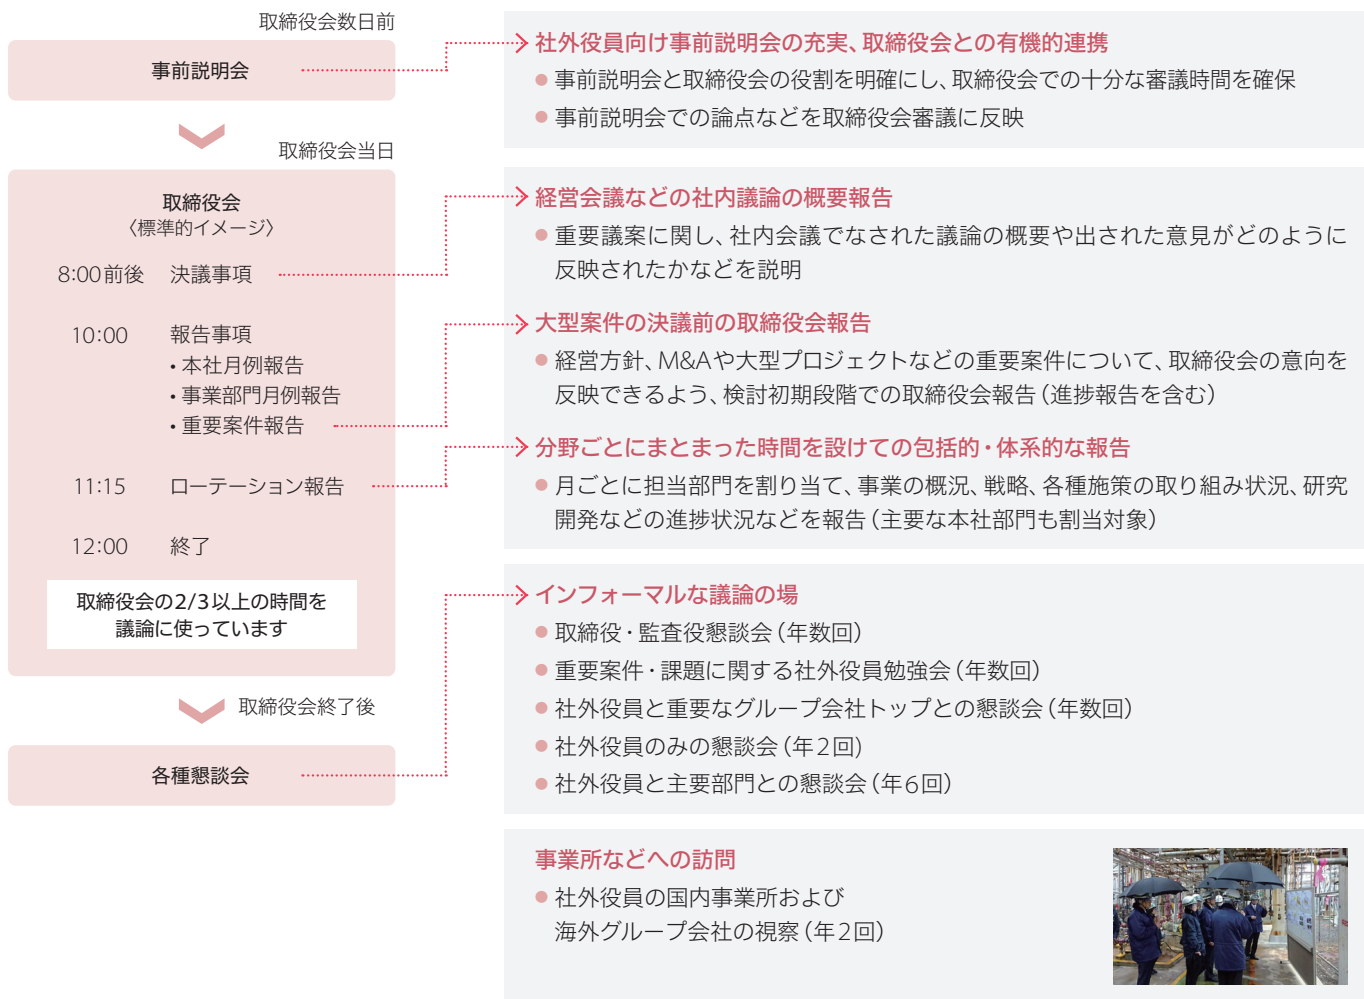 取締役会数日前
事前説明会
取締役会当日
取締役会
〈標準的イメージ〉
8:00前後 決議事項
10:00 報告事項
・本社月例報告
・事業部門月例報告
・重要案件報告
11:15 ローテーション報告
12:00 終了
取締役会の2/3以上の時間を
議論に使っています
取締役会終了後
各種懇談会
社外役員向け事前説明会の充実、取締役会との有機的連携
● 事前説明会と取締役会の役割を明確にし、取締役会での十分な審議時間を確保
● 事前説明会での論点などを取締役会審議に反映
経営会議などの社内議論の概要報告
● 重要議案に関し、社内会議でなされた議論の概要や出された意見がどのように
反映されたかなどを説明
大型案件の決議前の取締役会報告
● 経営方針、M&Aや大型プロジェクトなどの重要案件について、取締役会の意向を
反映できるよう、検討初期段階での取締役会報告（進捗報告を含む）
分野ごとにまとまった時間を設けての包括的・体系的な報告
● 月ごとに担当部門を割り当て、事業の概況、戦略、各種施策の取り組み状況、研究
開発などの進捗状況などを報告（主要な本社部門も割当対象）
インフォーマルな議論の場
● 取締役・監査役懇談会（年数回）
● 重要案件・課題に関する社外役員勉強会（年数回）
● 社外役員と重要なグループ会社トップとの懇談会（年数回）
● 社外役員のみの懇談会（年2回）
● 社外役員と主要部門との懇談会（年6回）
事業所などへの訪問
● 社外役員の国内事業所および
海外グループ会社の視察（年2回）